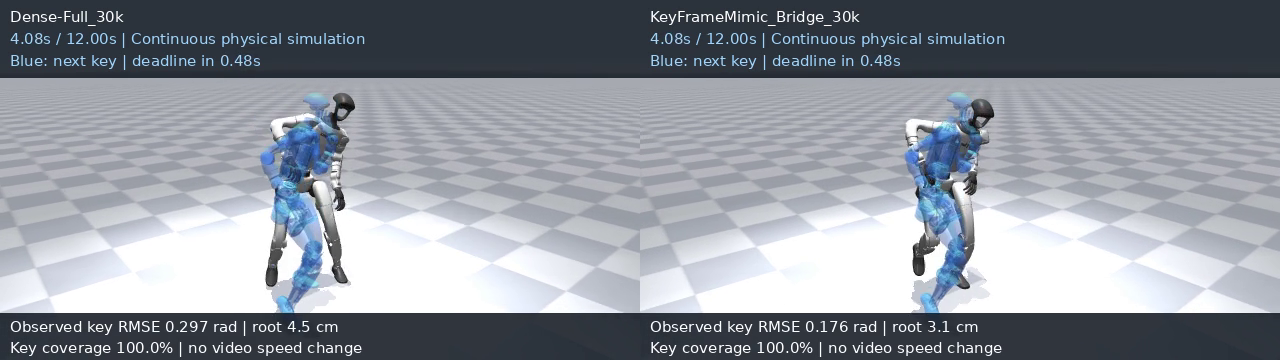 Dense-Full_30k
4.08s / 12.00s | Continuous physical simulation
Blue: next key | deadline in 0.48s
Observed key RMSE 0.297 rad | root 4.5 cm
Key coverage 100.0% | no video speed change
KeyFrameMimic_Bridge_30k
4.08s / 12.00s | Continuous physical simulation
Blue: next key | deadline in 0.48s
Observed key RMSE 0.176 rad | root 3.1 cm
Key coverage 100.0% | no video speed change